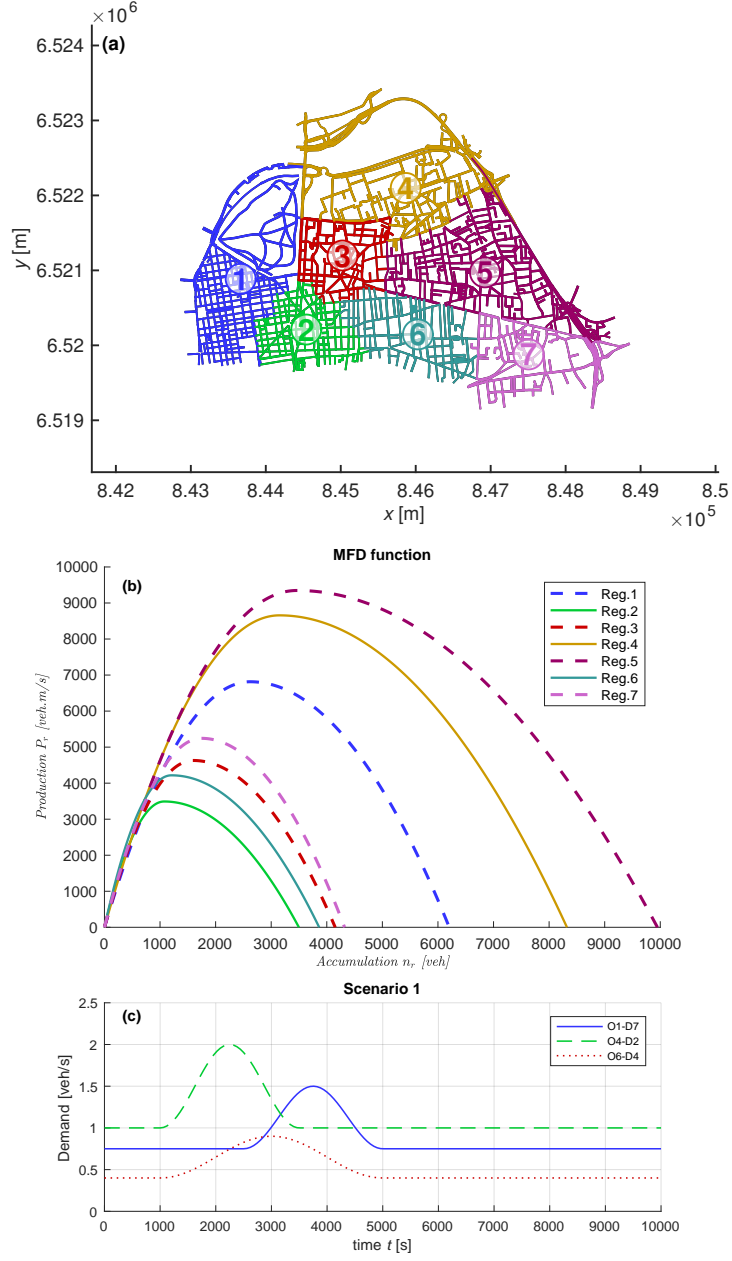 ×10⁶
(a)
6.524
6.523
6.522
6.521
6.52
6.519
y [m]
1
2
3
4
5
6
7
8.42 8.43 8.44 8.45 8.46 8.47 8.48 8.49 8.5
x [m]
×10⁵
MFD function
(b)
10000
9000
8000
7000
6000
5000
4000
3000
2000
1000
0
Production Pᵣ [veh.m/s]
Reg.1
Reg.2
Reg.3
Reg.4
Reg.5
Reg.6
Reg.7
0 1000 2000 3000 4000 5000 6000 7000 8000 9000 10000
Accumulation nᵣ [veh]
Scenario 1
(c)
2.5
2
1.5
1
0.5
0
Demand [veh/s]
O1-D7
O4-D2
O6-D4
0 1000 2000 3000 4000 5000 6000 7000 8000 9000 10000
time t [s]